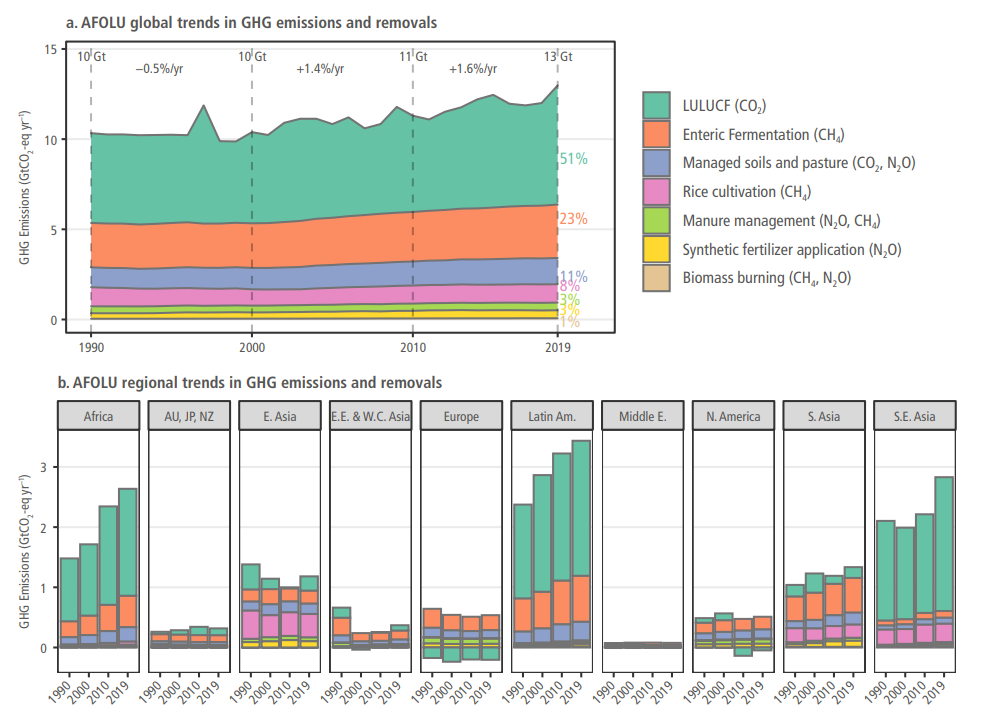 a. AFOLU global trends in GHG emissions and removals
15
10
5
0
GHG Emissions (GtCO₂-eq yr⁻¹)
10 Gt
−0.5%/yr
10 Gt
+1.4%/yr
11 Gt
+1.6%/yr
13 Gt
51%
23%
11%
8%
3%
3%
1%
1990
2000
2010
2019
LULUCF (CO₂)
Enteric Fermentation (CH₄)
Managed soils and pasture (CO₂, N₂O)
Rice cultivation (CH₄)
Manure management (N₂O, CH₄)
Synthetic fertilizer application (N₂O)
Biomass burning (CH₄, N₂O)
b. AFOLU regional trends in GHG emissions and removals
Africa
AU, JP, NZ
E. Asia
E.E. & W.C. Asia
Europe
Latin Am.
Middle E.
N. America
S. Asia
S.E. Asia
3
2
1
0
GHG Emissions (GtCO₂-eq yr⁻¹)
1990 2000 2010 2019
1990 2000 2010 2019
1990 2000 2010 2019
1990 2000 2010 2019
1990 2000 2010 2019
1990 2000 2010 2019
1990 2000 2010 2019
1990 2000 2010 2019
1990 2000 2010 2019
1990 2000 2010 2019